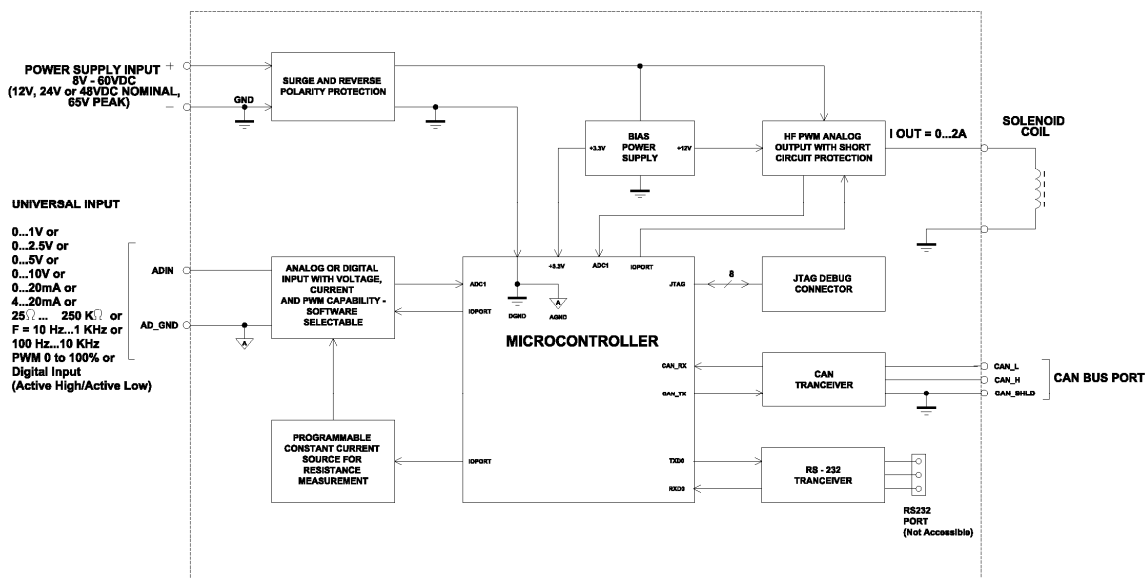 POWER SUPPLY INPUT
8V - 60VDC
(12V, 24V or 48VDC NOMINAL,
65V PEAK)
+
–
GND
SURGE AND REVERSE
POLARITY PROTECTION
BIAS
POWER
SUPPLY
+3.3V
+12V
HF PWM ANALOG
OUTPUT WITH SHORT
CIRCUIT PROTECTION
I OUT = 0...2A
SOLENOID
COIL
UNIVERSAL INPUT
0...1V or
0...2.5V or
0...5V or
0...10V or
0...20mA or
4...20mA or
25Ω ... 250 KΩ or
F = 10 Hz...1 KHz or
100 Hz...10 KHz
PWM 0 to 100% or
Digital Input
(Active High/Active Low)
ADIN
AD_GND
A
ANALOG OR DIGITAL
INPUT WITH VOLTAGE,
CURRENT
AND PWM CAPABILITY -
SOFTWARE
SELECTABLE
ADC1
IOPORT
DGND
+3.3V
A
AGND
ADC1
IOPORT
MICROCONTROLLER
JTAG
8
JTAG DEBUG
CONNECTOR
CAN_RX
CAN_TX
CAN
TRANCEIVER
CAN_L
CAN_H
CAN_SHLD
CAN BUS PORT
PROGRAMMABLE
CONSTANT CURRENT
SOURCE FOR
RESISTANCE
MEASUREMENT
IOPORT
TXD0
RXD0
RS - 232
TRANCEIVER
RS232
PORT
(Not Accessible)